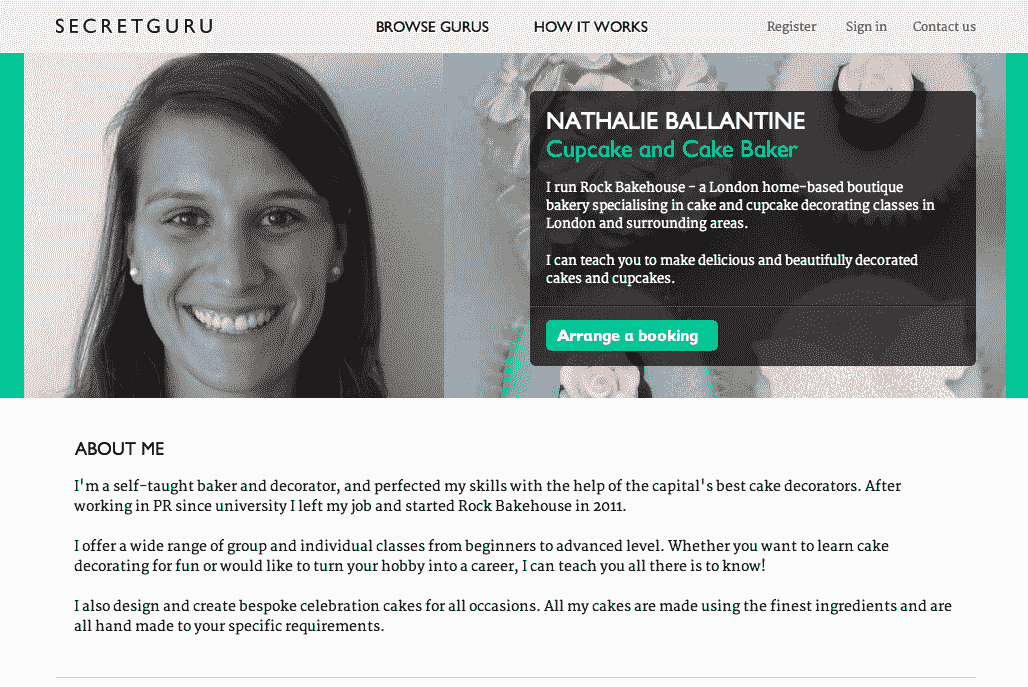 SECRETGURU
BROWSE GURUS
HOW IT WORKS
Register
Sign in
Contact us
NATHALIE BALLANTINE
Cupcake and Cake Baker
I run Rock Bakehouse - a London home-based boutique
bakery specialising in cake and cupcake decorating classes in
London and surrounding areas.
I can teach you to make delicious and beautifully decorated
cakes and cupcakes.
Arrange a booking
ABOUT ME
I'm a self-taught baker and decorator, and perfected my skills with the help of the capital's best cake decorators. After
working in PR since university I left my job and started Rock Bakehouse in 2011.
I offer a wide range of group and individual classes from beginners to advanced level. Whether you want to learn cake
decorating for fun or would like to turn your hobby into a career, I can teach you all there is to know!
I also design and create bespoke celebration cakes for all occasions. All my cakes are made using the finest ingredients and are
all hand made to your specific requirements.